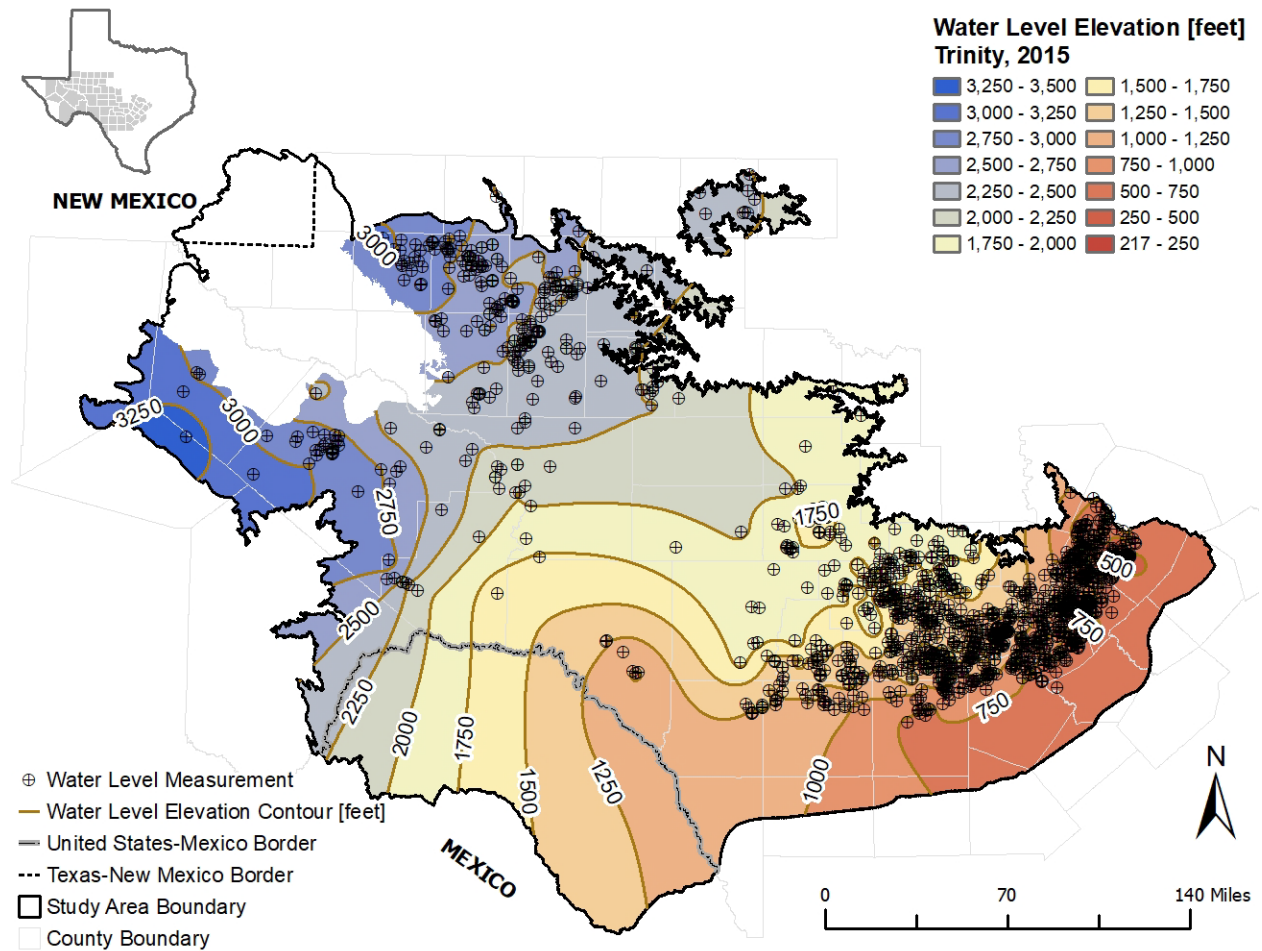 Water Level Elevation [feet]
Trinity, 2015
3,250 - 3,500
3,000 - 3,250
2,750 - 3,000
2,500 - 2,750
2,250 - 2,500
2,000 - 2,250
1,750 - 2,000
1,500 - 1,750
1,250 - 1,500
1,000 - 1,250
750 - 1,000
500 - 750
250 - 500
217 - 250
NEW MEXICO
3000
3250
3000
2750
1750
500
2500
750
2250
2000
1750
1500
1250
1000
750
MEXICO
N
Water Level Measurement
Water Level Elevation Contour [feet]
United States-Mexico Border
Texas-New Mexico Border
Study Area Boundary
County Boundary
0 70 140 Miles